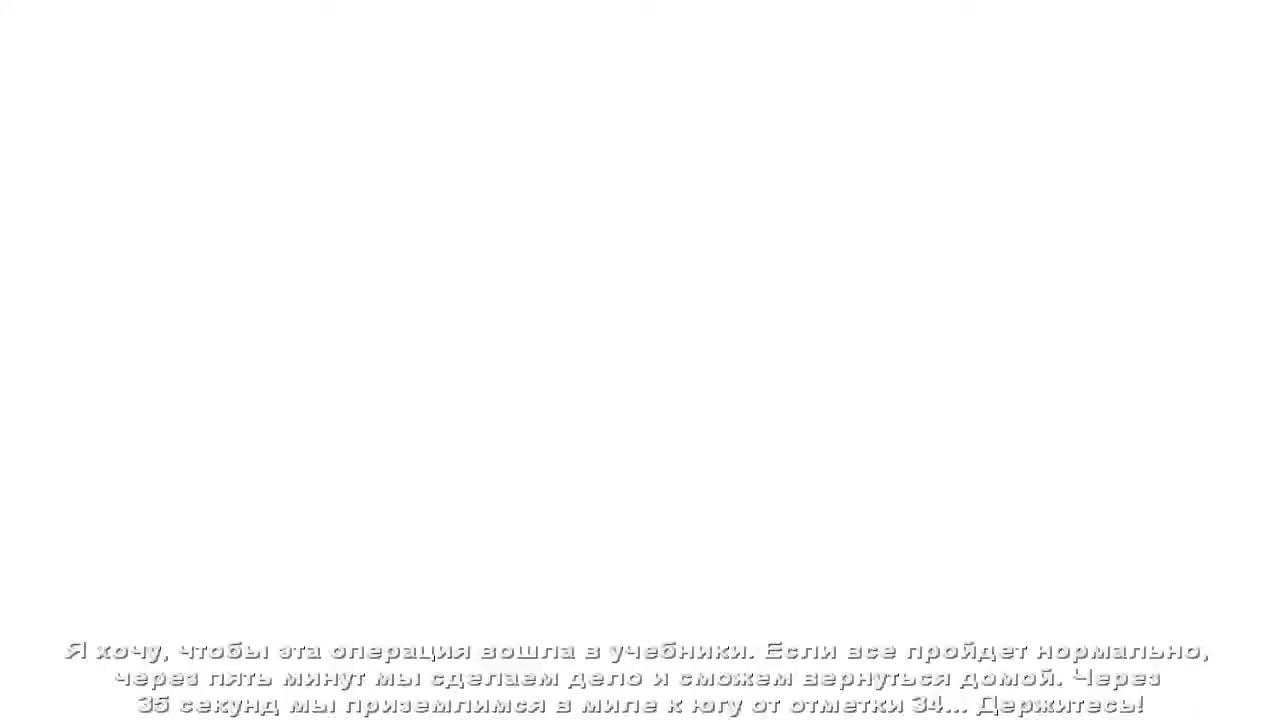 Я хочу, чтобы эта операция вошла в учебники. Если все пройдет нормально,
через пять минут мы сделаем дело и сможем вернуться домой. Через
35 секунд мы приземлимся в миле к югу от отметки 34... Держитесь!